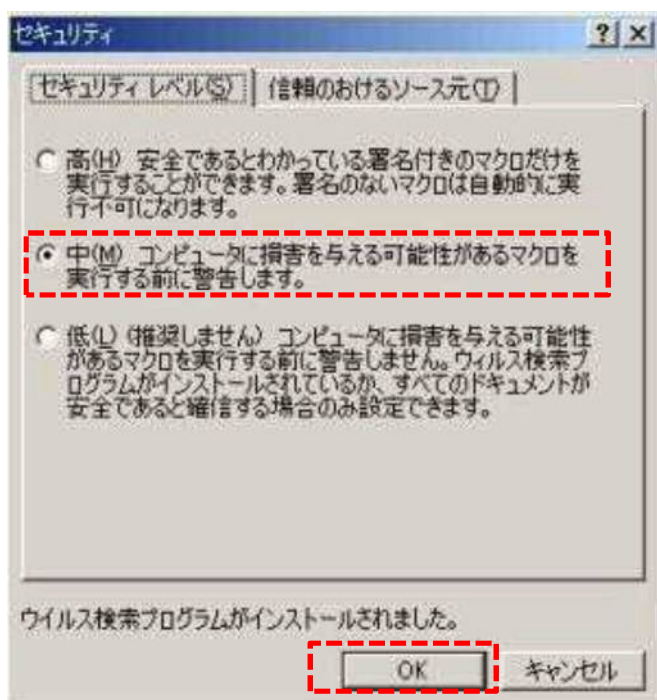 セキュリティ
セキュリティ レベル(S)
信頼のおけるソース元(T)
高(H) 安全であるとわかっている署名付きのマクロだけを
実行することができます。署名のないマクロは自動的に実
行不可になります。
中(M) コンピュータに損害を与える可能性があるマクロを
実行する前に警告します。
低(L) (推奨しません) コンピュータに損害を与える可能性
があるマクロを実行する前に警告しません。ウィルス検索プ
ログラムがインストールされているか、すべてのドキュメントが
安全であると確信する場合のみ設定できます。
ウイルス検索プログラムがインストールされました。
OK
キャンセル